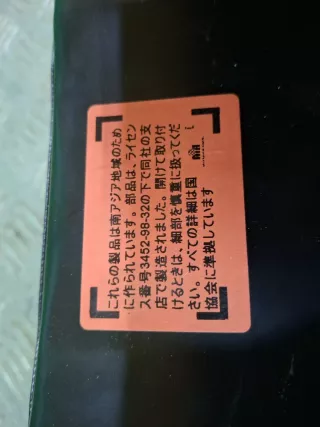 これらの製品は南アジア地域のため
に作られています。部品は、ライセン
ス番号3452-98-32の下で同社の支
店で製造されました。開けて取り付
けるときは、細部を慎重に扱ってくだ
さい。すべての詳細は国
協会に準拠しています